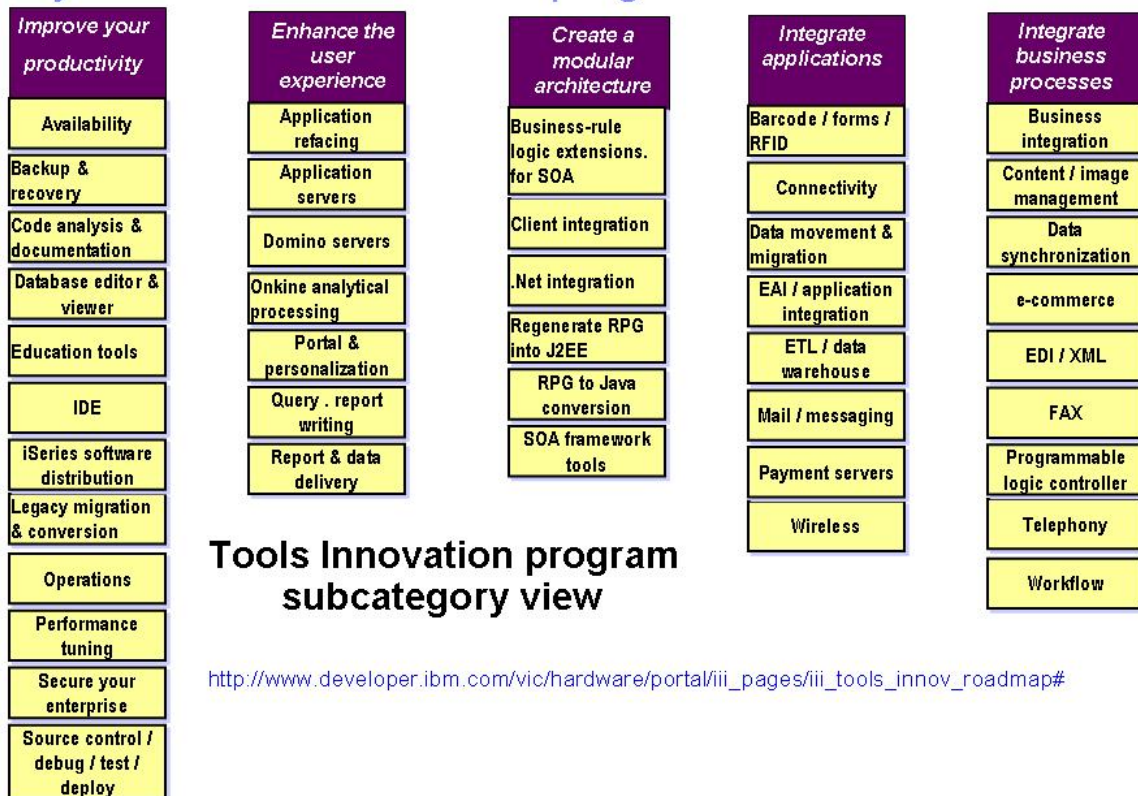 Improve your
productivity
Availability
Backup &
recovery
Code analysis &
documentation
Database editor &
viewer
Education tools
IDE
iSeries software
distribution
Legacy migration
& conversion
Operations
Performance
tuning
Secure your
enterprise
Source control /
debug / test /
deploy
Enhance the
user
experience
Application
refacing
Application
servers
Domino servers
Onkine analytical
processing
Portal &
personalization
Query . report
writing
Report & data
delivery
Create a
modular
architecture
Business-rule
logic extensions.
for SOA
Client integration
.Net integration
Regenerate RPG
into J2EE
RPG to Java
conversion
SOA framework
tools
Integrate
applications
Barcode / forms /
RFID
Connectivity
Data movement &
migration
EAI / application
integration
ETL / data
warehouse
Mail / messaging
Payment servers
Wireless
Integrate
business
processes
Business
integration
Content / image
management
Data
synchronization
e-commerce
EDI / XML
FAX
Programmable
logic controller
Telephony
Workflow
Tools Innovation program
subcategory view
http://www.developer.ibm.com/vic/hardware/portal/iii_pages/iii_tools_innov_roadmap#